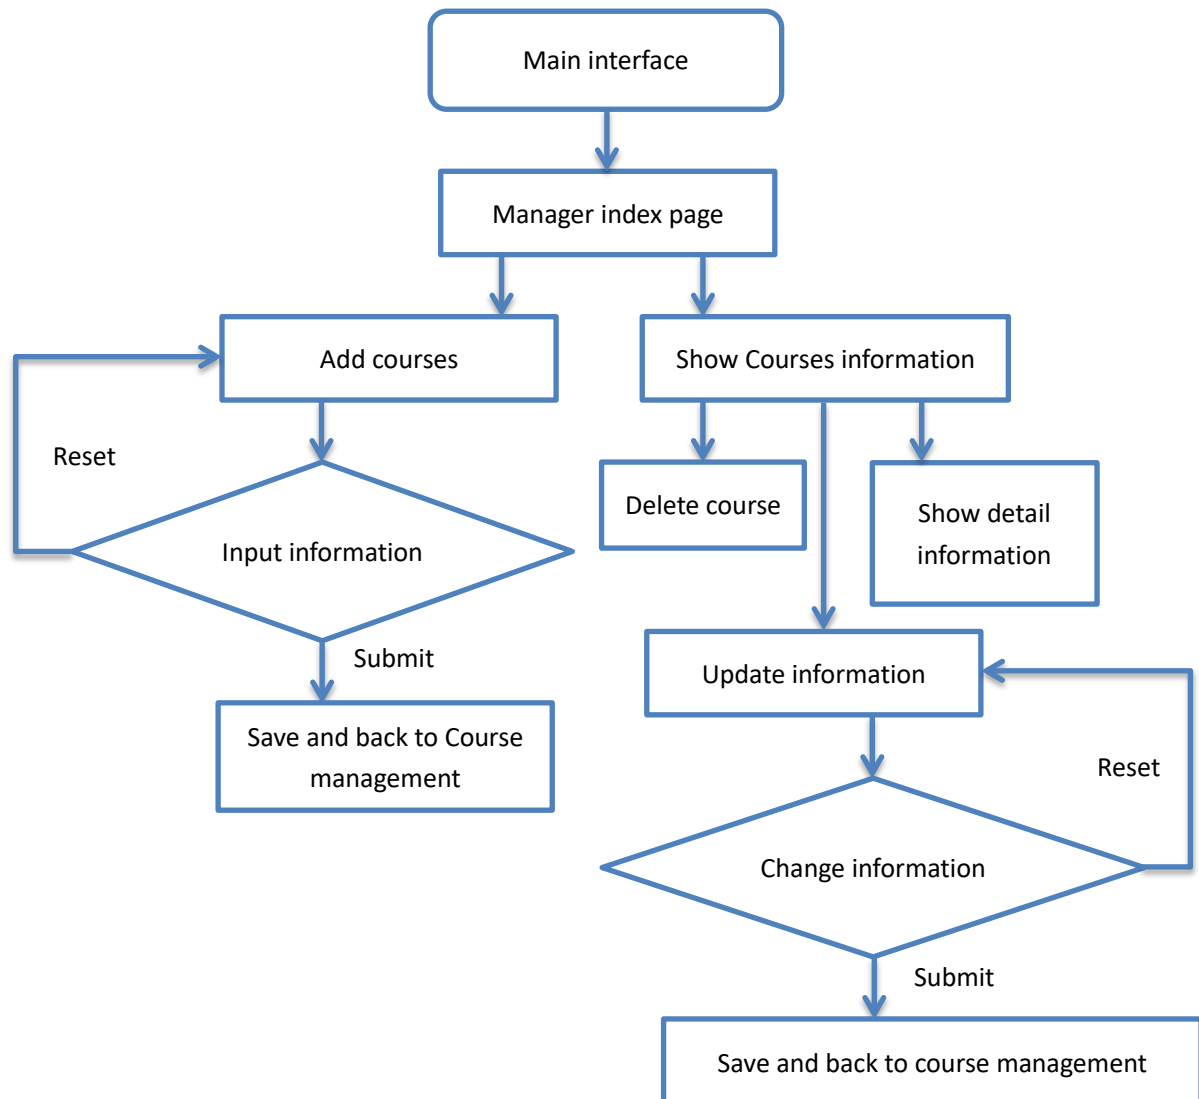 Main interface
Manager index page
Add courses
Show Courses information
Reset
Delete course
Show detail
information
Input information
Submit
Update information
Save and back to Course
management
Reset
Change information
Submit
Save and back to course management